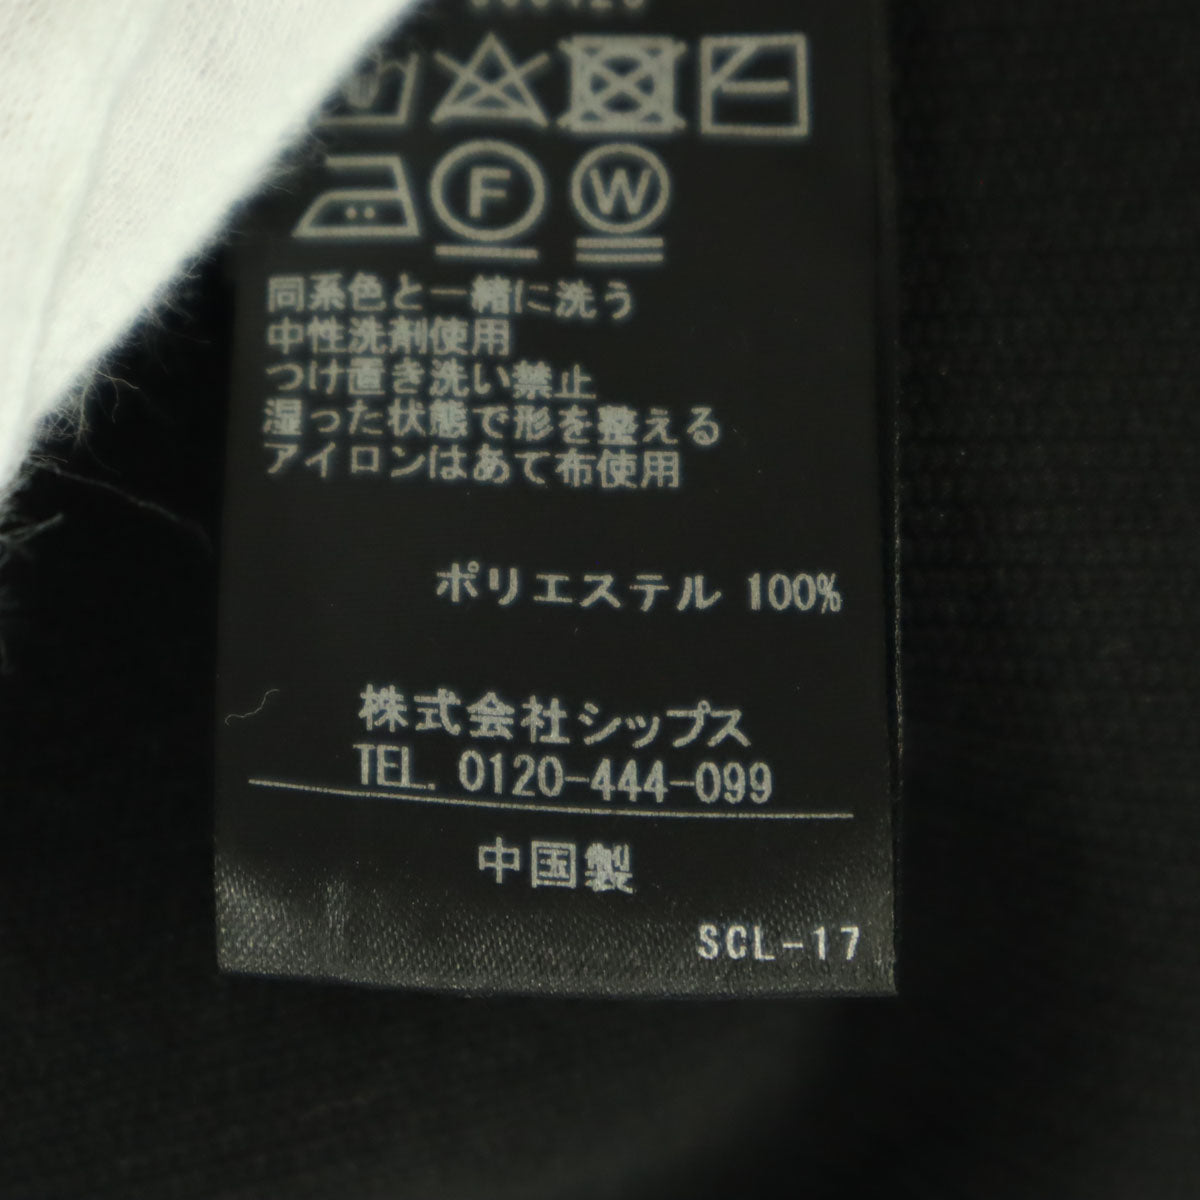 F W
同系色と一緒に洗う
中性洗剤使用
つけ置き洗い禁止
湿った状態で形を整える
アイロンはあて布使用
ポリエステル 100%
株式会社シップス
TEL. 0120-444-099
中国製
SCL-17